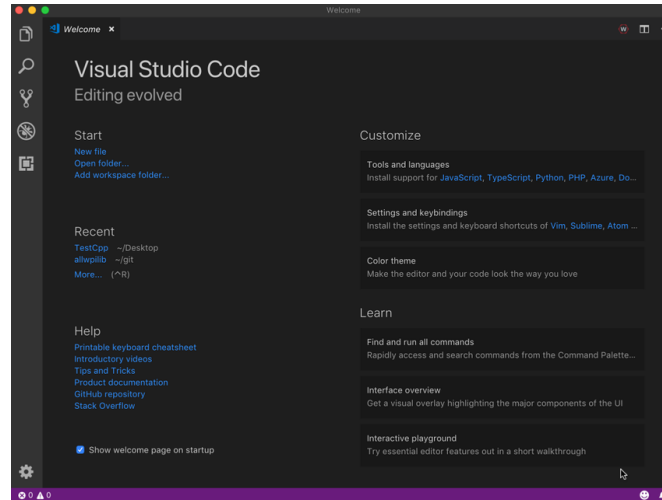 Welcome
Welcome ×
W
Visual Studio Code
Editing evolved
Start
New file
Open folder...
Add workspace folder...
Recent
TestCpp ~/Desktop
allwpilib ~/git
More... (^R)
Help
Printable keyboard cheatsheet
Introductory videos
Tips and Tricks
Product documentation
GitHub repository
Stack Overflow
Show welcome page on startup
Customize
Tools and languages
Install support for JavaScript, TypeScript, Python, PHP, Azure, Do...
Settings and keybindings
Install the settings and keyboard shortcuts of Vim, Sublime, Atom ...
Color theme
Make the editor and your code look the way you love
Learn
Find and run all commands
Rapidly access and search commands from the Command Palette...
Interface overview
Get a visual overlay highlighting the major components of the UI
Interactive playground
Try essential editor features out in a short walkthrough
0 0